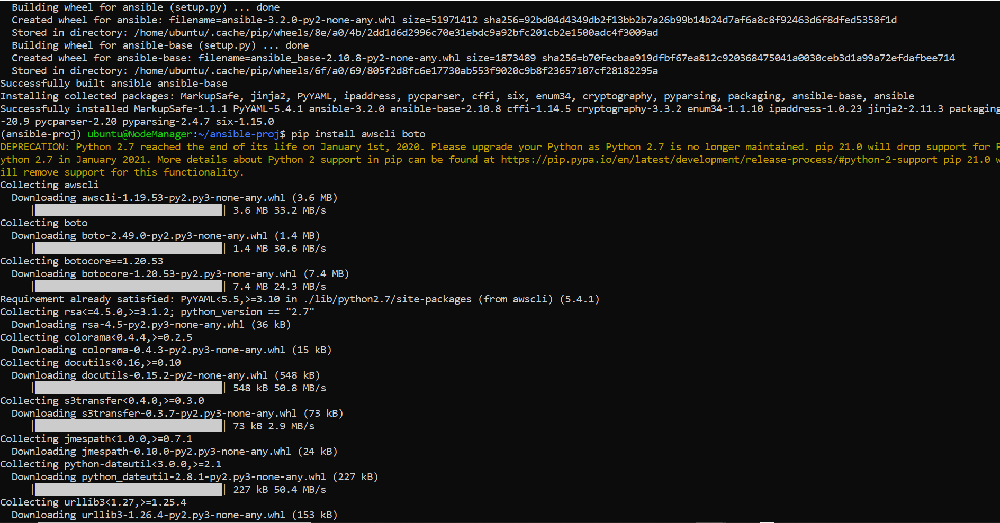 Building wheel for ansible (setup.py) ... done
Created wheel for ansible: filename=ansible-3.2.0-py2-none-any.whl size=51971412 sha256=92bd04d4349db2f13bb2b7a26b99b14b24d7af6a8c8f92463d6f8dfed5358f1d
Stored in directory: /home/ubuntu/.cache/pip/wheels/8e/a0/4b/2dd1d6d2996c70e31ebdc9a92bfc201cb2e1500adc4f3009ad
Building wheel for ansible-base (setup.py) ... done
Created wheel for ansible-base: filename=ansible_base-2.10.8-py2-none-any.whl size=1873489 sha256=b70fecbaa919dfbf67ea812c920368475041a0030ceb3d1a99a72efdafbee714
Stored in directory: /home/ubuntu/.cache/pip/wheels/6f/a0/69/805f2d8fc6e17730ab553f9020c9b8f23657107cf28182295a
Successfully built ansible ansible-base
Installing collected packages: MarkupSafe, jinja2, PyYAML, ipaddress, pycparser, cffi, six, enum34, cryptography, pyparsing, packaging, ansible-base, ansible
Successfully installed MarkupSafe-1.1.1 PyYAML-5.4.1 ansible-3.2.0 ansible-base-2.10.8 cffi-1.14.5 cryptography-3.3.2 enum34-1.1.10 ipaddress-1.0.23 jinja2-2.11.3 packaging
-20.9 pycparser-2.20 pyparsing-2.4.7 six-1.15.0
(ansible-proj) ubuntu@NodeManager:~/ansible-proj$ pip install awscli boto
DEPRECATION: Python 2.7 reached the end of its life on January 1st, 2020. Please upgrade your Python as Python 2.7 is no longer maintained. pip 21.0 will drop support for P
ython 2.7 in January 2021. More details about Python 2 support in pip can be found at https://pip.pypa.io/en/latest/development/release-process/#python-2-support pip 21.0 w
ill remove support for this functionality.
Collecting awscli
Downloading awscli-1.19.53-py2.py3-none-any.whl (3.6 MB)
| | 3.6 MB 33.2 MB/s
Collecting boto
Downloading boto-2.49.0-py2.py3-none-any.whl (1.4 MB)
| | 1.4 MB 30.6 MB/s
Collecting botocore==1.20.53
Downloading botocore-1.20.53-py2.py3-none-any.whl (7.4 MB)
| | 7.4 MB 24.3 MB/s
Requirement already satisfied: PyYAML<5.5,>=3.10 in ./lib/python2.7/site-packages (from awscli) (5.4.1)
Collecting rsa<=4.5.0,>=3.1.2; python_version == "2.7"
Downloading rsa-4.5-py2.py3-none-any.whl (36 kB)
Collecting colorama<0.4.4,>=0.2.5
Downloading colorama-0.4.3-py2.py3-none-any.whl (15 kB)
Collecting docutils<0.16,>=0.10
Downloading docutils-0.15.2-py2-none-any.whl (548 kB)
| | 548 kB 50.8 MB/s
Collecting s3transfer<0.4.0,>=0.3.0
Downloading s3transfer-0.3.7-py2.py3-none-any.whl (73 kB)
| | 73 kB 2.9 MB/s
Collecting jmespath<1.0.0,>=0.7.1
Downloading jmespath-0.10.0-py2.py3-none-any.whl (24 kB)
Collecting python-dateutil<3.0.0,>=2.1
Downloading python_dateutil-2.8.1-py2.py3-none-any.whl (227 kB)
| | 227 kB 50.4 MB/s
Collecting urllib3<1.27,>=1.25.4
Downloading urllib3-1.26.4-py2.py3-none-any.whl (153 kB)